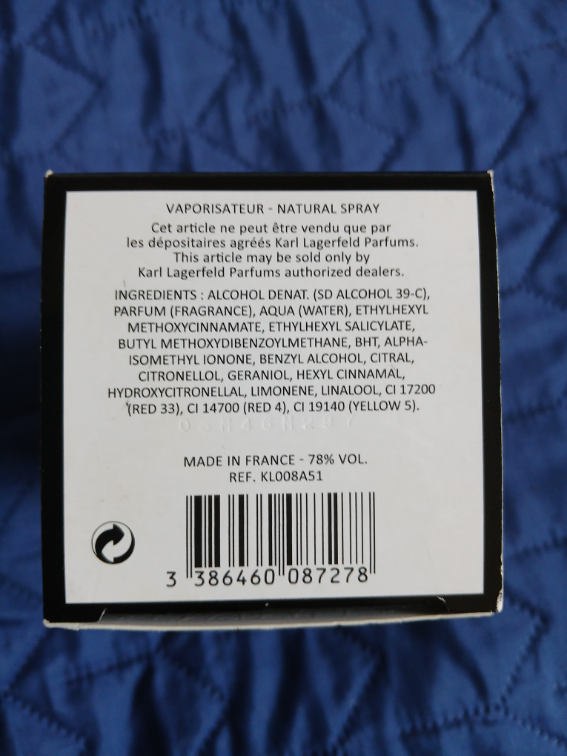 VAPORISATEUR - NATURAL SPRAY
Cet article ne peut être vendu que par
les dépositaires agréés Karl Lagerfeld Parfums.
This article may be sold only by
Karl Lagerfeld Parfums authorized dealers.
INGREDIENTS : ALCOHOL DENAT. (SD ALCOHOL 39-C),
PARFUM (FRAGRANCE), AQUA (WATER), ETHYLHEXYL
METHOXYCINNAMATE, ETHYLHEXYL SALICYLATE,
BUTYL METHOXYDIBENZOYLMETHANE, BHT, ALPHA-
ISOMETHYL IONONE, BENZYL ALCOHOL, CITRAL,
CITRONELLOL, GERANIOL, HEXYL CINNAMAL,
HYDROXYCITRONELLAL, LIMONENE, LINALOOL, CI 17200
(RED 33), CI 14700 (RED 4), CI 19140 (YELLOW 5).
MADE IN FRANCE - 78% VOL.
REF. KL008A51
3 386460 087278